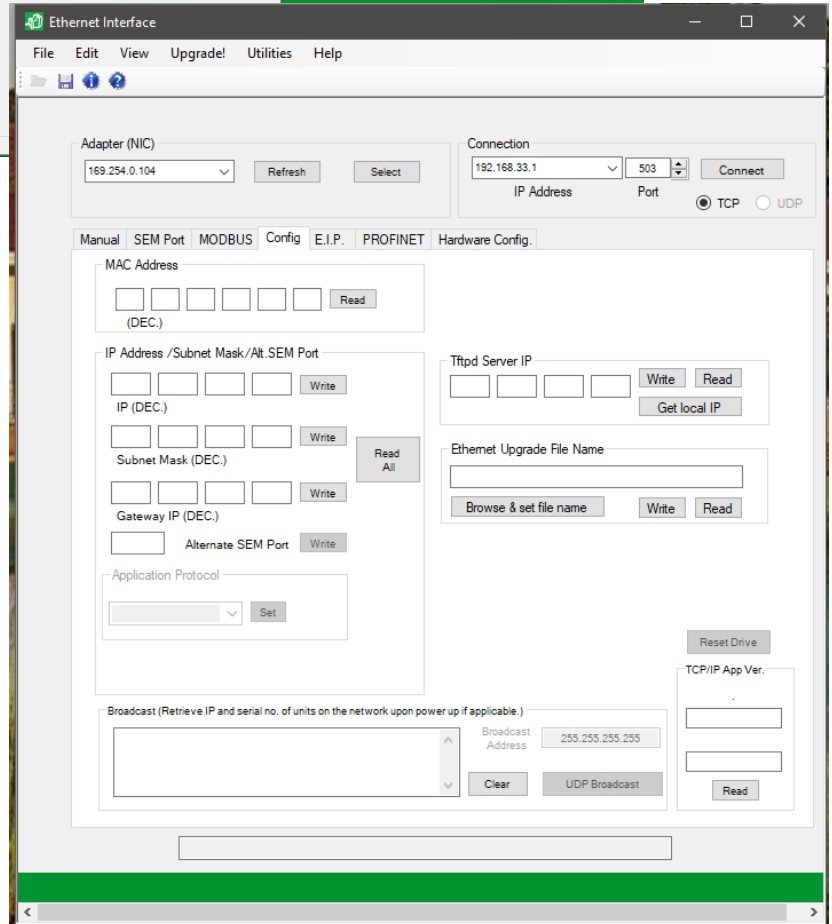 Ethernet Interface
File Edit View Upgrade! Utilities Help
Adapter (NIC)
169.254.0.104
Refresh
Select
Connection
192.168.33.1
503
Connect
IP Address
Port
TCP
UDP
Manual SEM Port MODBUS Config E.I.P. PROFINET Hardware Config.
MAC Address
Read
(DEC.)
IP Address /Subnet Mask/Alt.SEM Port
Write
IP (DEC.)
Write
Subnet Mask (DEC.)
Read
All
Write
Gateway IP (DEC.)
Alternate SEM Port
Write
Application Protocol
Set
Tftpd Server IP
Write
Read
Get local IP
Ethernet Upgrade File Name
Browse & set file name
Write
Read
Reset Drive
TCP/IP App Ver.
.
Read
Broadcast (Retrieve IP and serial no. of units on the network upon power up if applicable.)
Broadcast
Address
255.255.255.255
Clear
UDP Broadcast